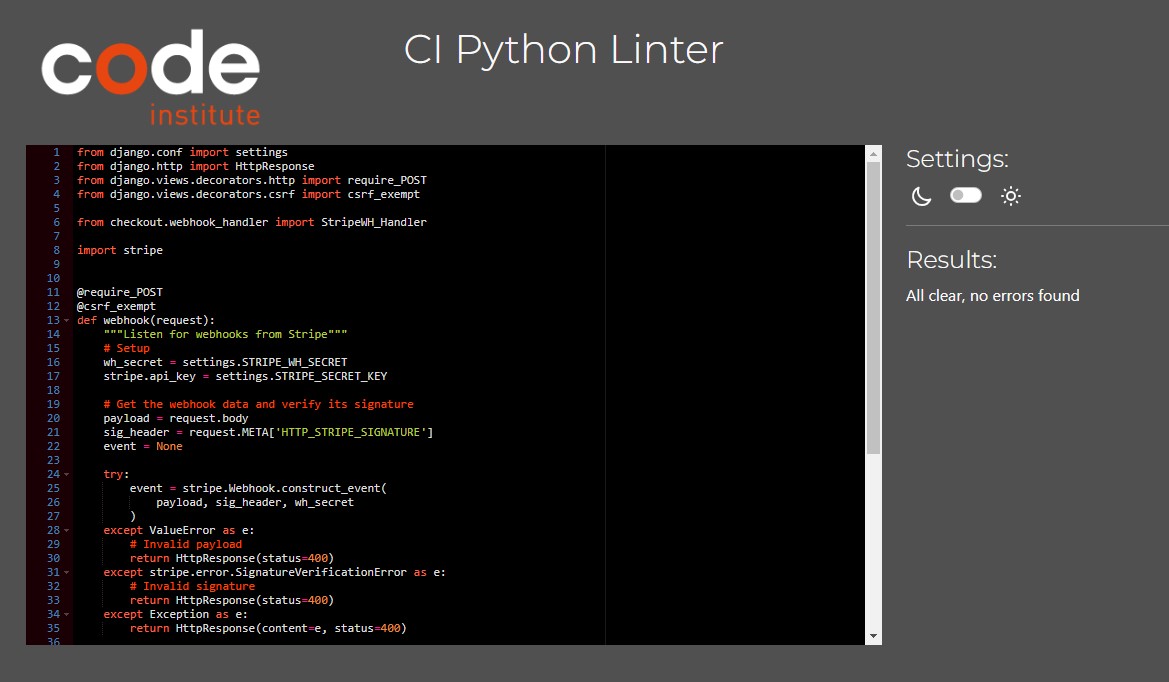 code
institute
CI Python Linter
1 from django.conf import settings
2 from django.http import HttpResponse
3 from django.views.decorators.http import require_POST
4 from django.views.decorators.csrf import csrf_exempt
5
6 from checkout.webhook_handler import StripeWH_Handler
7
8 import stripe
9
10
11 @require_POST
12 @csrf_exempt
13 def webhook(request):
14     """Listen for webhooks from Stripe"""
15     # Setup
16     wh_secret = settings.STRIPE_WH_SECRET
17     stripe.api_key = settings.STRIPE_SECRET_KEY
18
19     # Get the webhook data and verify its signature
20     payload = request.body
21     sig_header = request.META['HTTP_STRIPE_SIGNATURE']
22     event = None
23
24     try:
25         event = stripe.Webhook.construct_event(
26             payload, sig_header, wh_secret
27         )
28     except ValueError as e:
29         # Invalid payload
30         return HttpResponse(status=400)
31     except stripe.error.SignatureVerificationError as e:
32         # Invalid signature
33         return HttpResponse(status=400)
34     except Exception as e:
35         return HttpResponse(content=e, status=400)
36
Settings:
Results:
All clear, no errors found